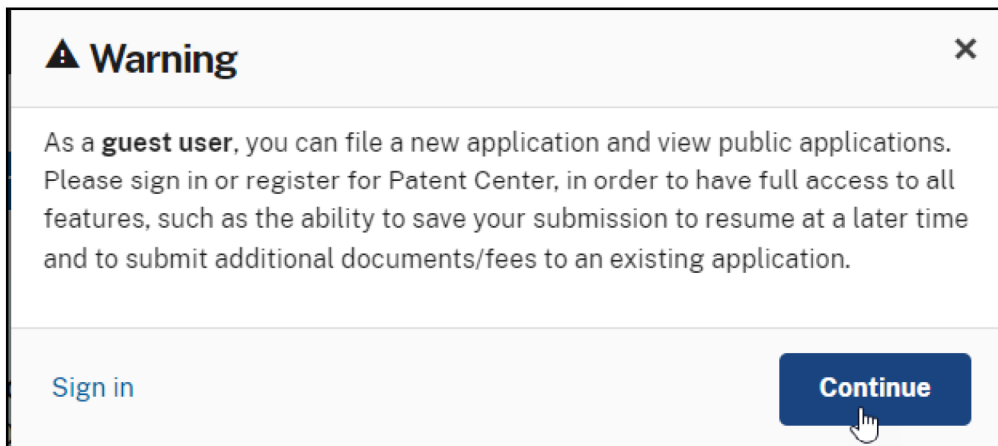 Warning
As a guest user, you can file a new application and view public applications.
Please sign in or register for Patent Center, in order to have full access to all
features, such as the ability to save your submission to resume at a later time
and to submit additional documents/fees to an existing application.
Sign in
Continue